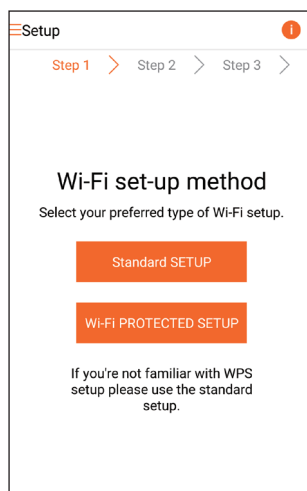 Setup
i
Step 1 Step 2 Step 3
Wi-Fi set-up method
Select your preferred type of Wi-Fi setup.
Standard SETUP
Wi-Fi PROTECTED SETUP
If you're not familiar with WPS
setup please use the standard
setup.